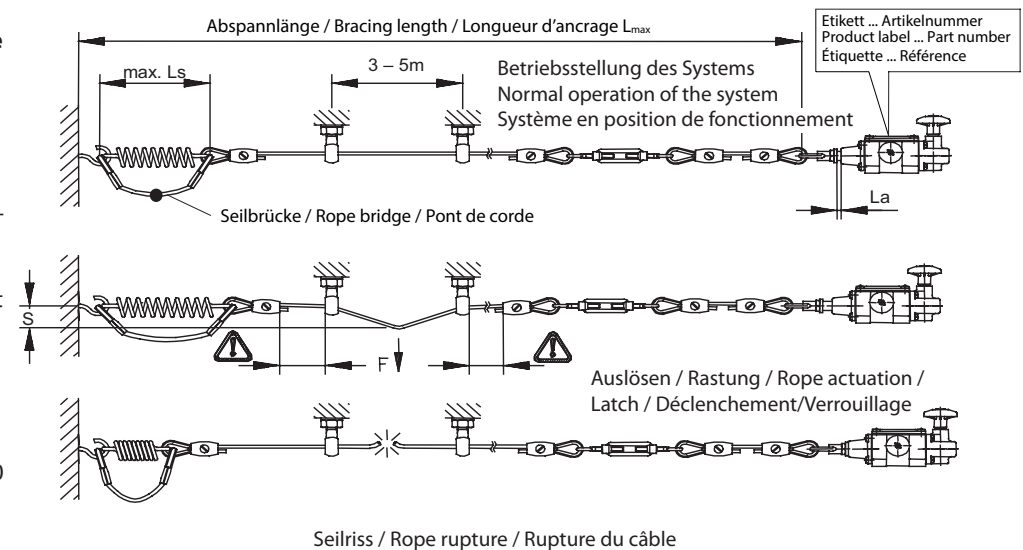 Abspannlänge / Bracing length / Longueur d'ancrage Lmax
Etikett ... Artikelnummer
Product label ... Part number
Étiquette ... Référence
max. Ls
3 – 5m
Betriebsstellung des Systems
Normal operation of the system
Système en position de fonctionnement
La
Seilbrücke / Rope bridge / Pont de corde
S
F
Auslösen / Rastung / Rope actuation /
Latch / Déclenchement/Verrouillage
Seilriss / Rope rupture / Rupture du câble